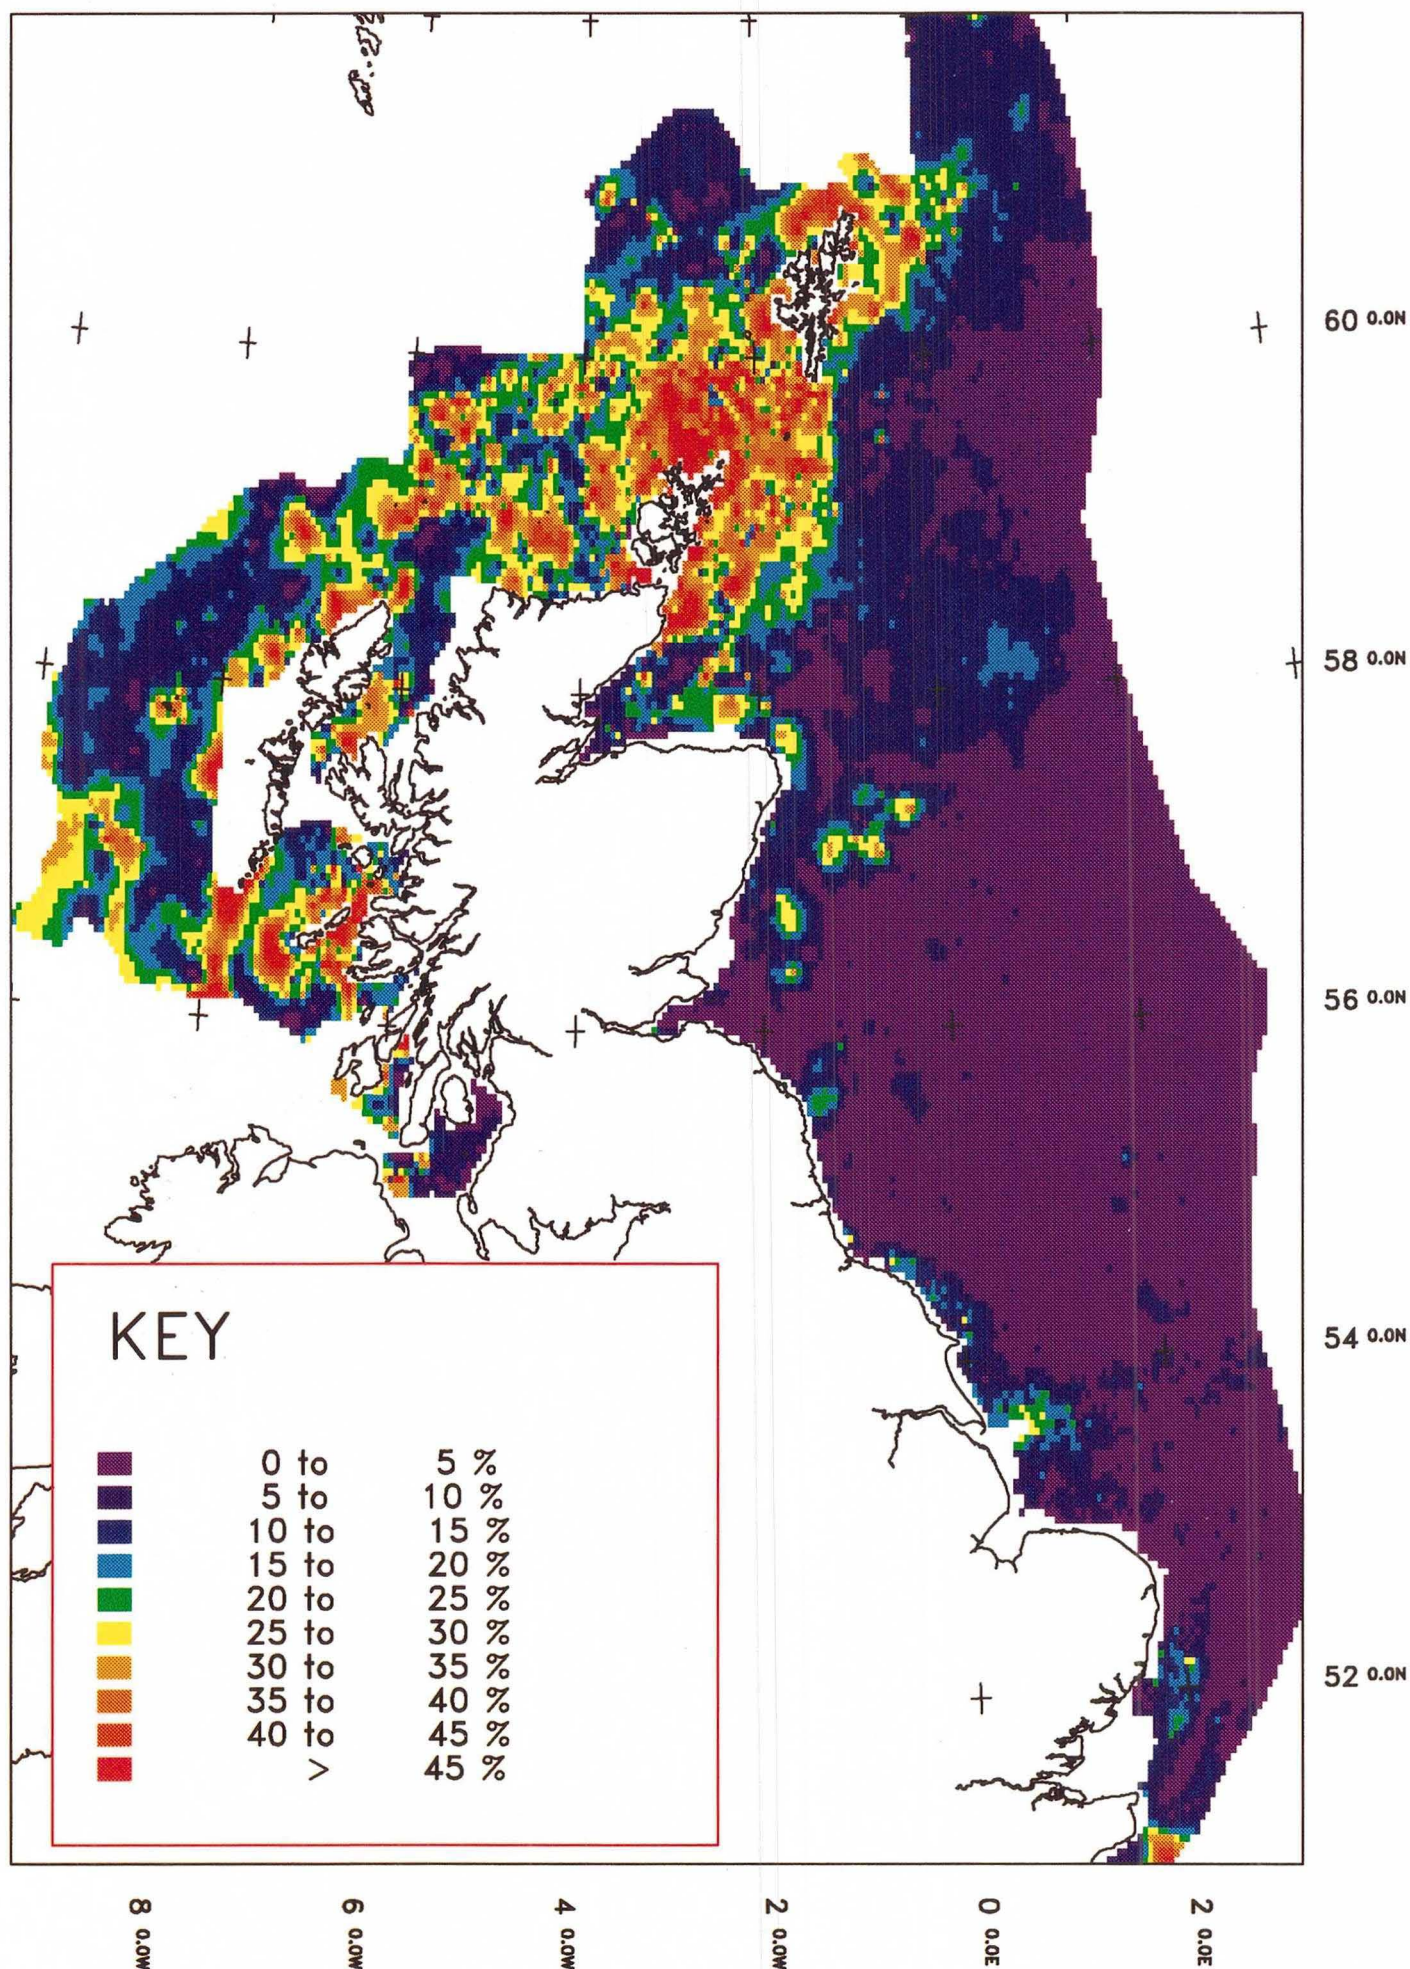 60 0.0N
58 0.0N
56 0.0N
54 0.0N
52 0.0N
KEY
0 to 5 %
5 to 10 %
10 to 15 %
15 to 20 %
20 to 25 %
25 to 30 %
30 to 35 %
35 to 40 %
40 to 45 %
> 45 %
8 0.0W
6 0.0W
4 0.0W
2 0.0W
0 0.0E
2 0.0E